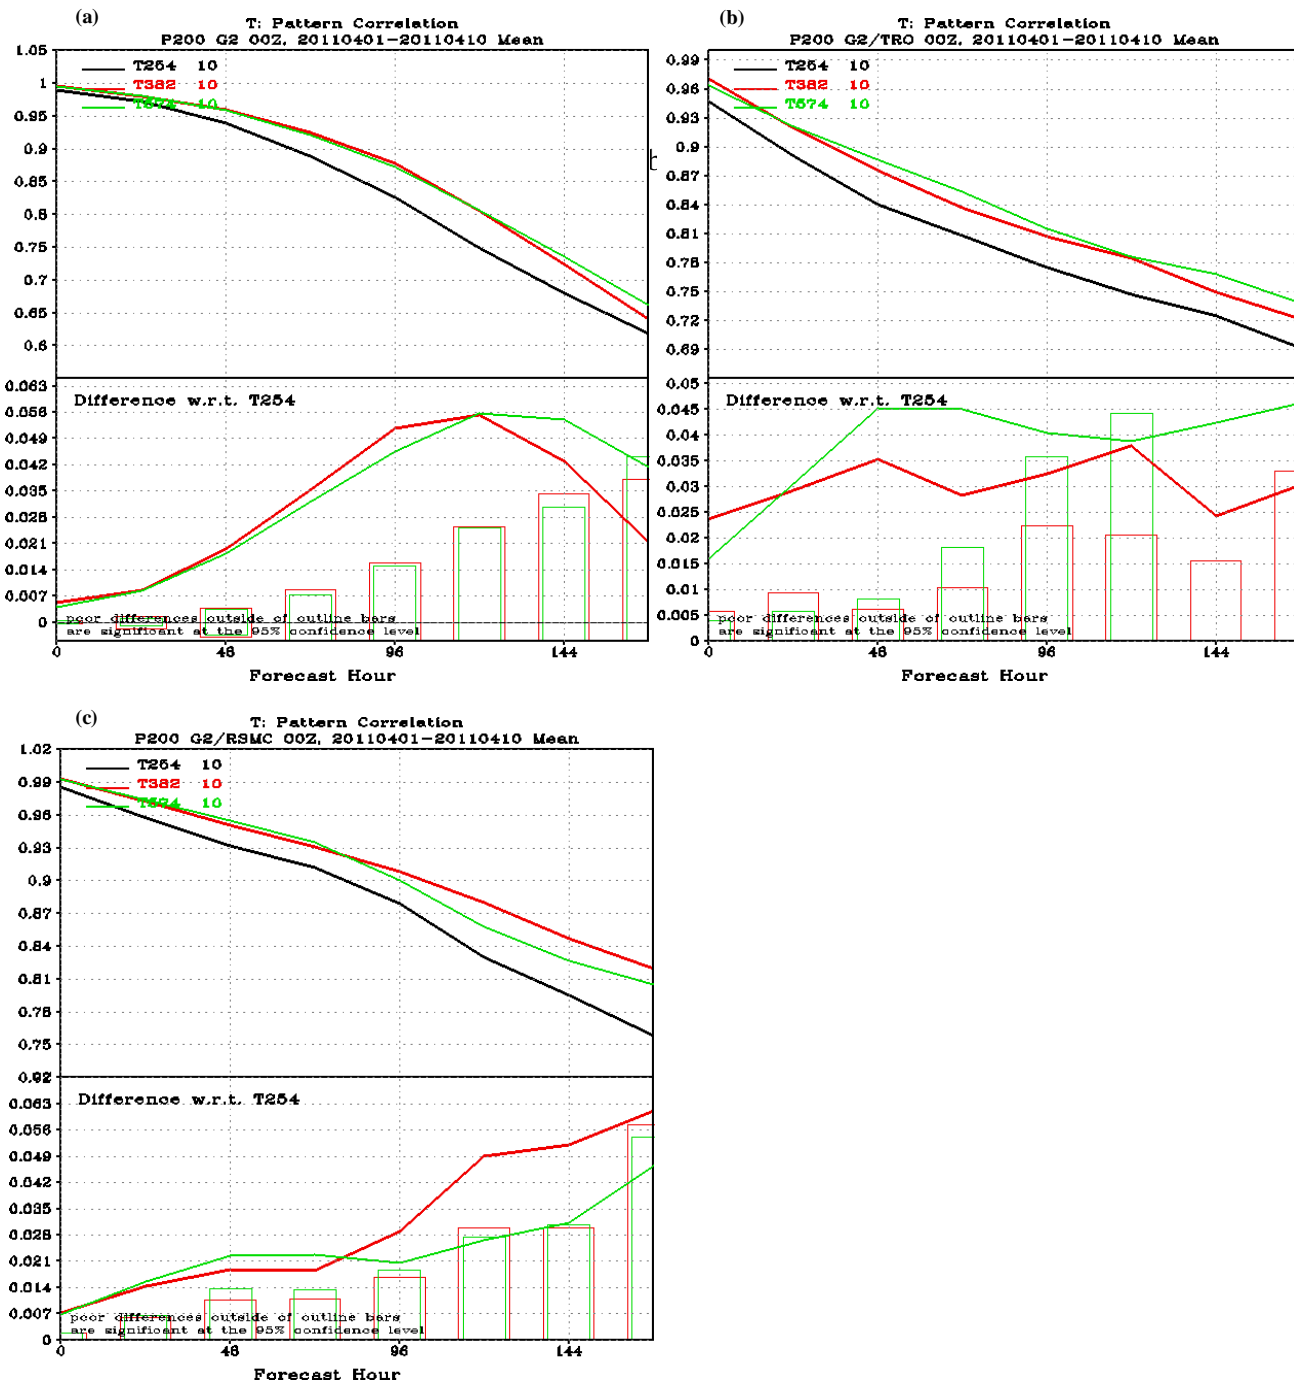 (a)
T: Pattern Correlation
P200 G2 00Z, 20110401-20110410 Mean
1.05
T254 10
1
T382 10
T574 10
0.95
0.9
0.85
0.8
0.75
0.7
0.65
0.6
0.063
Difference w.r.t. T254
0.056
0.049
0.042
0.035
0.028
0.021
0.014
0.007
0
poor differences outside of outline bars
are significant at the 95% confidence level
0 48 96 144
Forecast Hour
(b)
T: Pattern Correlation
P200 G2/TRO 00Z, 20110401-20110410 Mean
0.99
T254 10
0.96
T382 10
T574 10
0.93
0.9
0.87
0.84
0.81
0.78
0.75
0.72
0.69
0.05
Difference w.r.t. T254
0.045
0.04
0.035
0.03
0.025
0.02
0.015
0.01
0.005
0
poor differences outside of outline bars
are significant at the 95% confidence level
0 48 96 144
Forecast Hour
(c)
T: Pattern Correlation
P200 G2/RSMC 00Z, 20110401-20110410 Mean
1.02
T254 10
0.99
T382 10
T574 10
0.96
0.93
0.9
0.87
0.84
0.81
0.78
0.75
0.063
Difference w.r.t. T254
0.056
0.049
0.042
0.035
0.028
0.021
0.014
0.007
0
poor differences outside of outline bars
are significant at the 95% confidence level
0 48 96 144
Forecast Hour